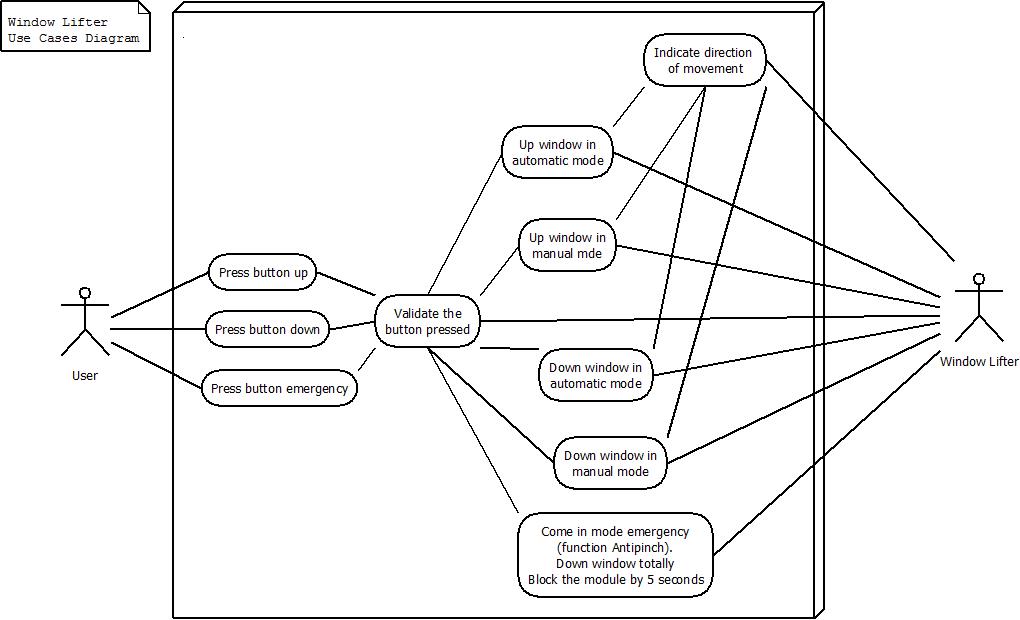 Window Lifter
Use Cases Diagram
Indicate direction
of movement
Up window in
automatic mode
Up window in
manual mde
Press button up
Validate the
button pressed
Press button down
Press button emergency
User
Window Lifter
Down window in
automatic mode
Down window in
manual mode
Come in mode emergency
(function Antipinch).
Down window totally
Block the module by 5 seconds